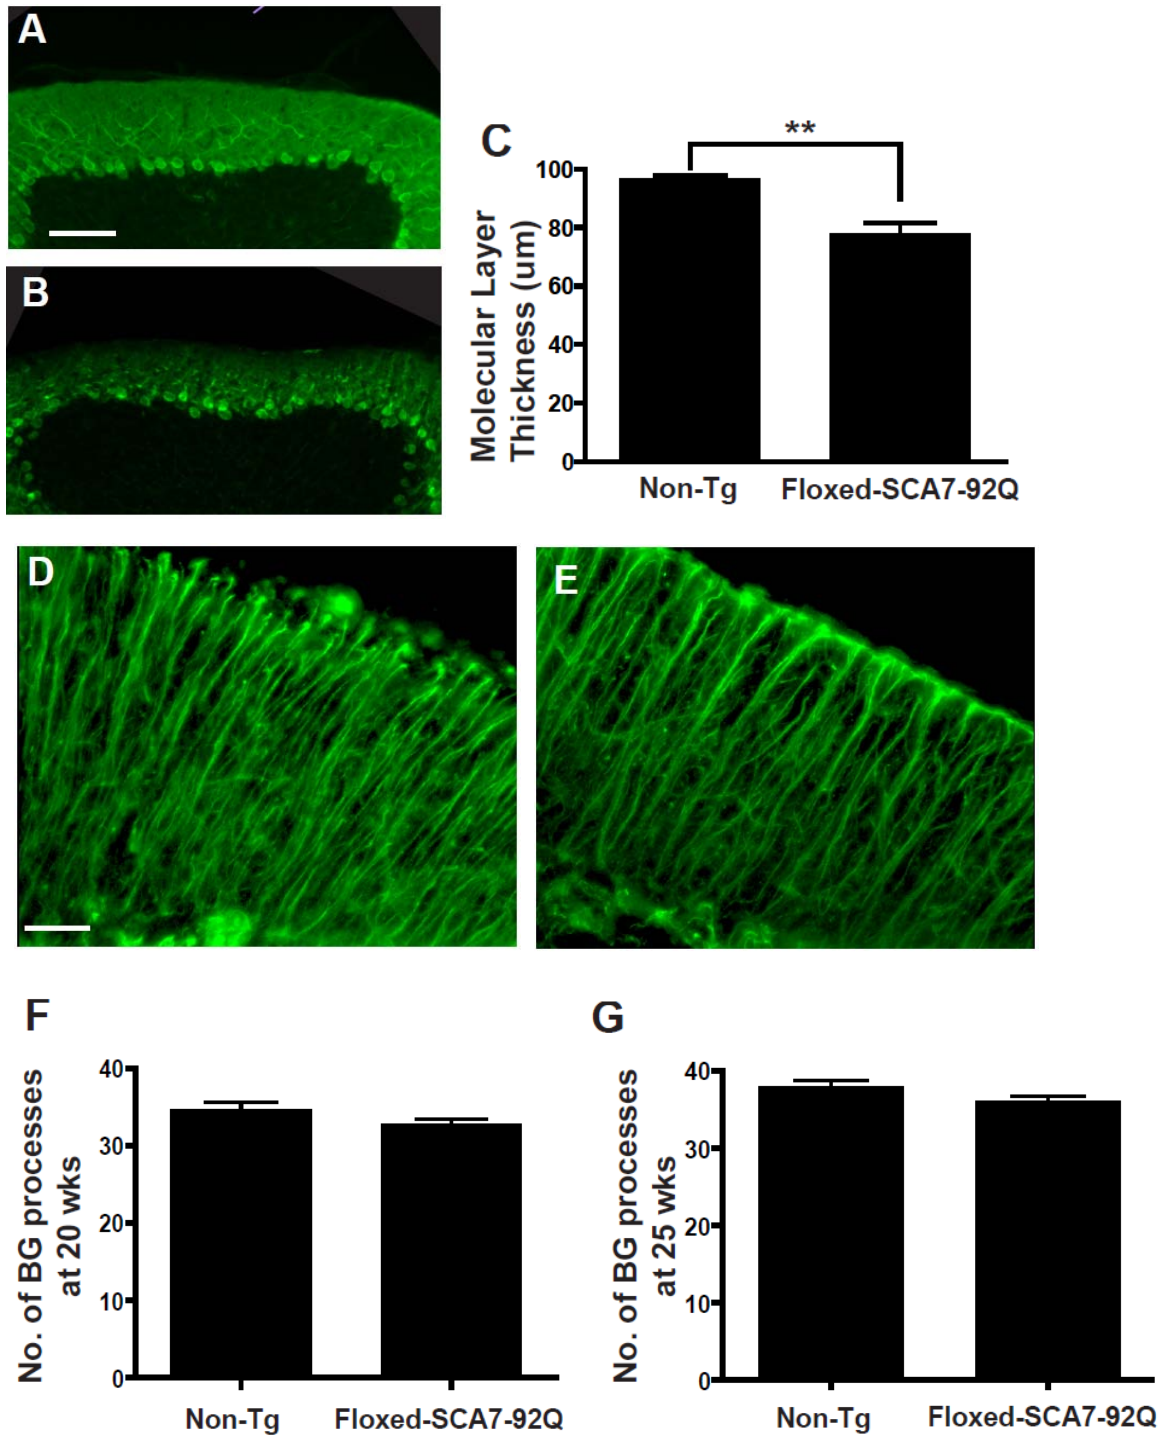 A
B
C
**
100
80
60
40
20
0
Molecular Layer
Thickness (um)
Non-Tg
Floxed-SCA7-92Q
D
E
F
40
30
20
10
0
No. of BG processes
at 20 wks
Non-Tg
Floxed-SCA7-92Q
G
40
30
20
10
0
No. of BG processes
at 25 wks
Non-Tg
Floxed-SCA7-92Q